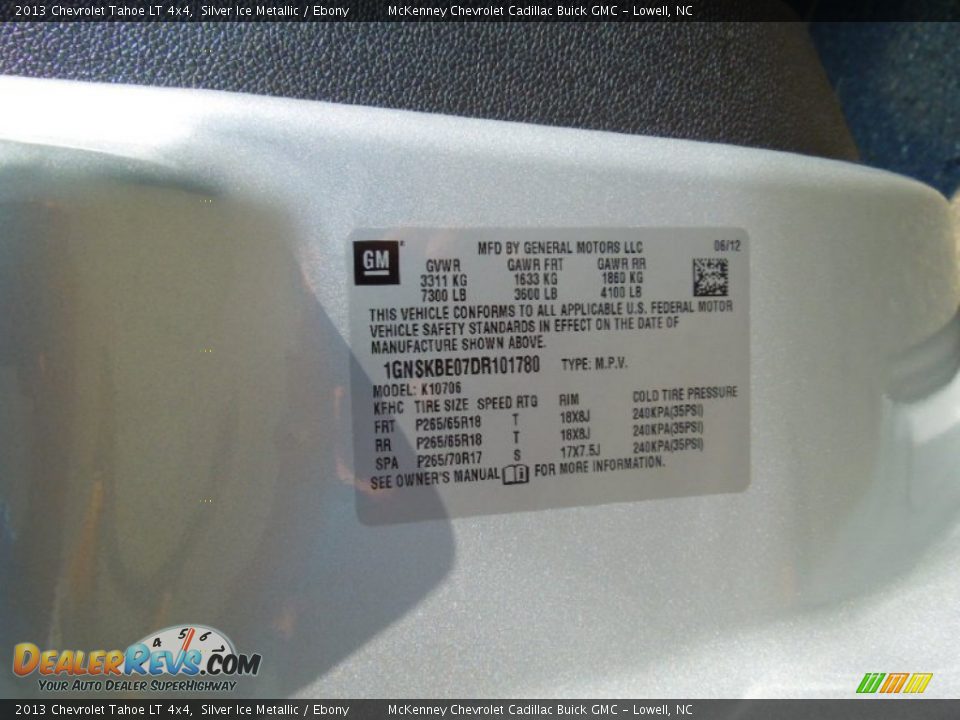 2013 Chevrolet Tahoe LT 4x4, Silver Ice Metallic / Ebony McKenney Chevrolet Cadillac Buick GMC - Lowell, NC
GM MFD BY GENERAL MOTORS LLC 06/12
GVWR GAWR FRT GAWR RR
3311 KG 1633 KG 1860 KG
7300 LB 3600 LB 4100 LB
THIS VEHICLE CONFORMS TO ALL APPLICABLE U.S. FEDERAL MOTOR
VEHICLE SAFETY STANDARDS IN EFFECT ON THE DATE OF
MANUFACTURE SHOWN ABOVE.
1GNSKBE07DR101780 TYPE: M.P.V.
MODEL: K10706
KFHC TIRE SIZE SPEED RTG RIM COLD TIRE PRESSURE
FRT P265/65R18 T 18X8J 240KPA(35PSI)
RR P265/65R18 T 18X8J 240KPA(35PSI)
SPA P265/70R17 S 17X7.5J 240KPA(35PSI)
SEE OWNER'S MANUAL FOR MORE INFORMATION.
4 5 6
DEALERREVS.COM
YOUR AUTO DEALER SUPERHIGHWAY
2013 Chevrolet Tahoe LT 4x4, Silver Ice Metallic / Ebony McKenney Chevrolet Cadillac Buick GMC - Lowell, NC